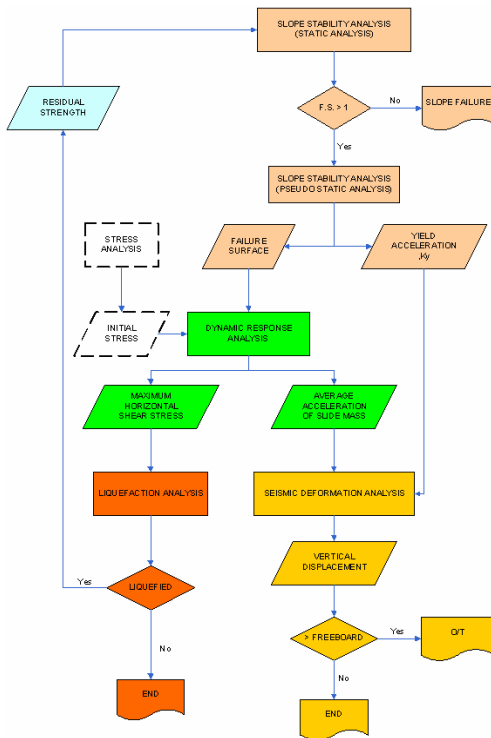 SLOPE STABILITY ANALYSIS
(STATIC ANALYSIS)
RESIDUAL
STRENGTH
F.S. > 1
No
SLOPE FAILURE
Yes
SLOPE STABILITY ANALYSIS
(PSEUDO STATIC ANALYSIS)
STRESS
ANALYSIS
FAILURE
SURFACE
YIELD
ACCELERATION
,Ky
INITIAL
STRESS
DYNAMIC RESPONSE
ANALYSIS
MAXIMUM
HORIZONTAL
SHEAR STRESS
AVERAGE
ACCELERATION
OF SLIDE MASS
LIQUEFACTION ANALYSIS
SEISMIC DEFORMATION ANALYSIS
VERTICAL
DISPLACEMENT
Yes
LIQUEFIED
> FREEBOARD
Yes
O/T
No
No
END
END